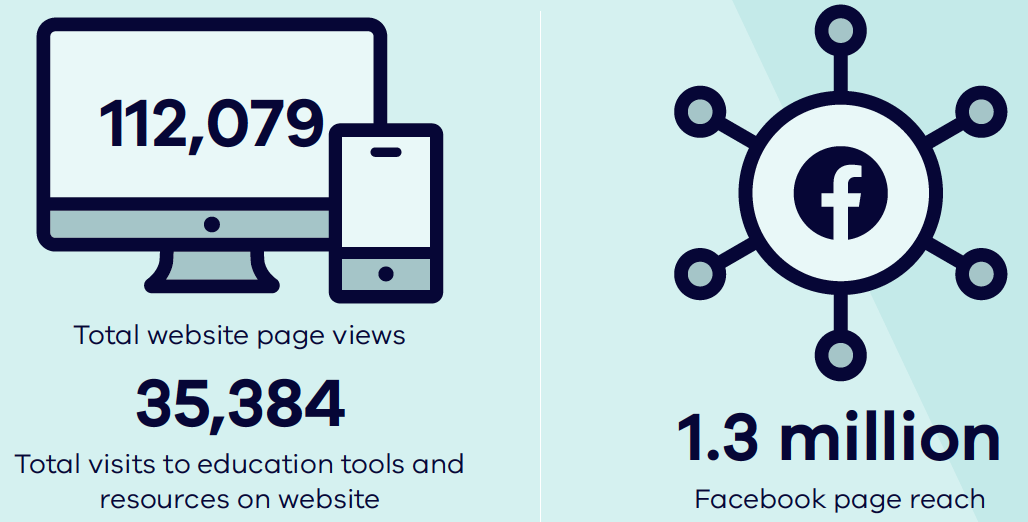 112,079
Total website page views
35,384
Total visits to education tools and
resources on website
1.3 million
Facebook page reach